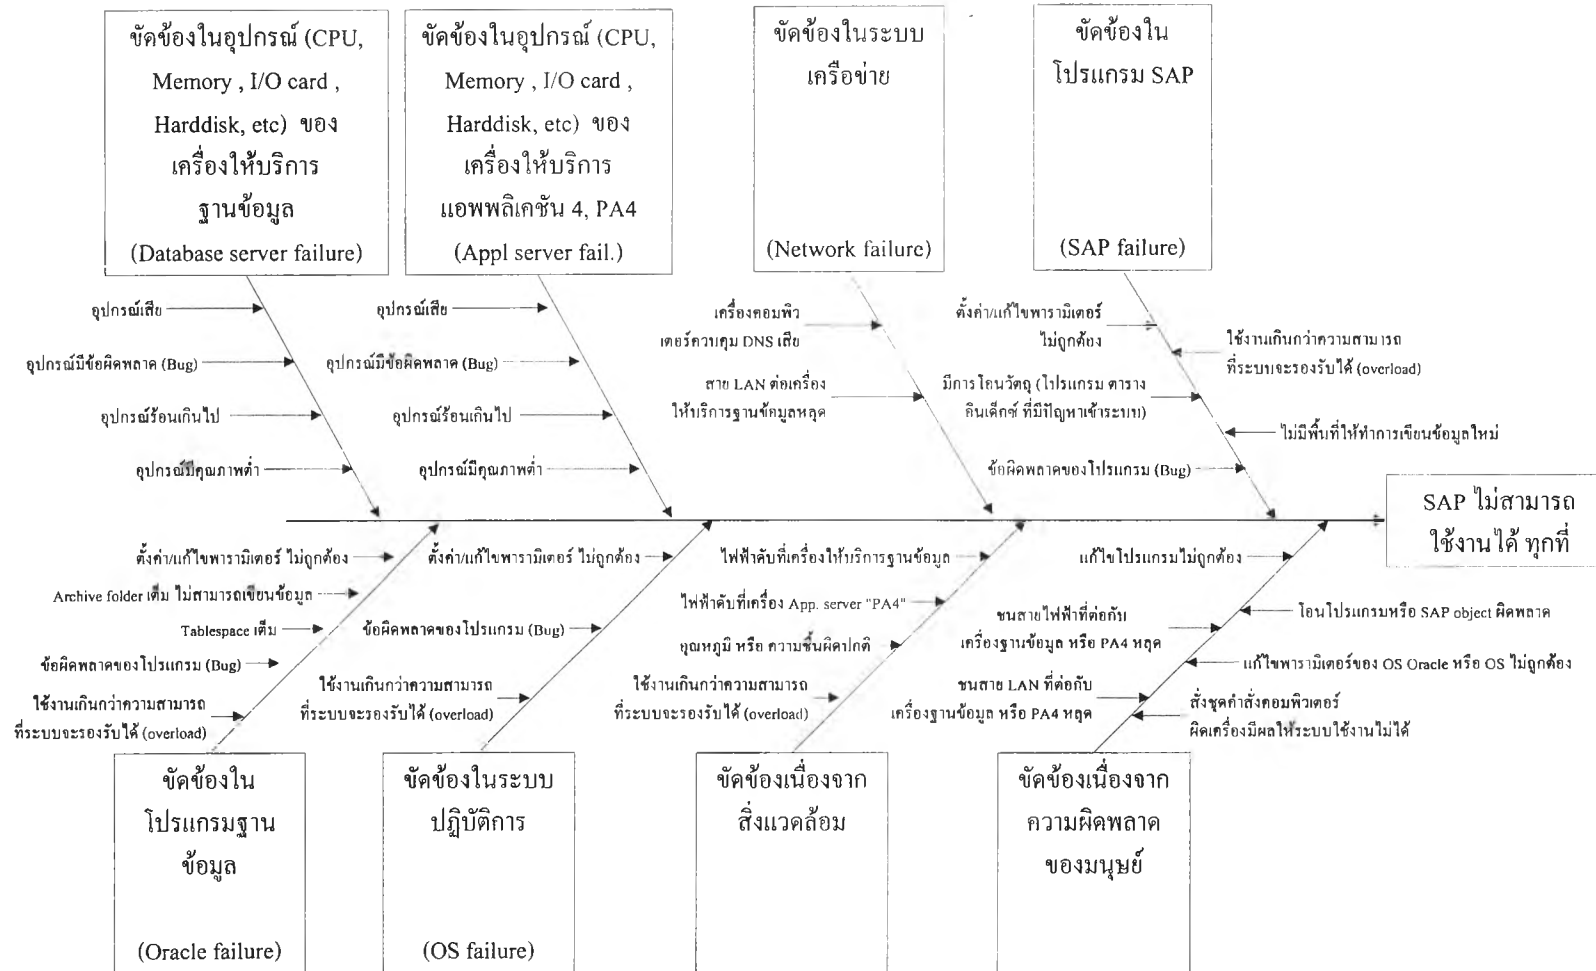 ขัดข้องในอุปกรณ์ (CPU,
Memory , I/O card ,
Harddisk, etc) ของ
เครื่องให้บริการ
ฐานข้อมูล
(Database server failure)
ขัดข้องในอุปกรณ์ (CPU,
Memory , I/O card ,
Harddisk, etc) ของ
เครื่องให้บริการ
แอพพลิเคชัน 4, PA4
(Appl server fail.)
ขัดข้องในระบบ
เครือข่าย
(Network failure)
ขัดข้องใน
โปรแกรม SAP
(SAP failure)
อุปกรณ์เสีย
อุปกรณ์มีข้อผิดพลาด (Bug)
อุปกรณ์ร้อนเกินไป
อุปกรณ์มีคุณภาพต่ำ
อุปกรณ์เสีย
อุปกรณ์มีข้อผิดพลาด (Bug)
อุปกรณ์ร้อนเกินไป
อุปกรณ์มีคุณภาพต่ำ
เครื่องคอมพิว
เตอร์ควบคุม DNS เสีย
สาย LAN ต่อเครื่อง
ให้บริการฐานข้อมูลหลุด
ตั้งค่า/แก้ไขพารามิเตอร์
ไม่ถูกต้อง
ใช้งานเกินกว่าความสามารถ
ที่ระบบจะรองรับได้ (overload)
มีการโอนวัตถุ (โปรแกรม ตาราง
อินเด็กซ์ ที่มีปัญหาเข้าระบบ)
ไม่มีพื้นที่ให้ทำการเขียนข้อมูลใหม่
ข้อผิดพลาดของโปรแกรม (Bug)
SAP ไม่สามารถ
ใช้งานได้ ทุกที่
ตั้งค่า/แก้ไขพารามิเตอร์ ไม่ถูกต้อง
Archive folder เต็ม ไม่สามารถเขียนข้อมูล
Tablespace เต็ม
ข้อผิดพลาดของโปรแกรม (Bug)
ใช้งานเกินกว่าความสามารถ
ที่ระบบจะรองรับได้ (overload)
ตั้งค่า/แก้ไขพารามิเตอร์ ไม่ถูกต้อง
ข้อผิดพลาดของโปรแกรม (Bug)
ใช้งานเกินกว่าความสามารถ
ที่ระบบจะรองรับได้ (overload)
ไฟฟ้าดับที่เครื่องให้บริการฐานข้อมูล
ไฟฟ้าดับที่เครื่อง App. server "PA4"
อุณหภูมิ หรือ ความชื้นผิดปกติ
ใช้งานเกินกว่าความสามารถ
ที่ระบบจะรองรับได้ (overload)
แก้ไขโปรแกรมไม่ถูกต้อง
โอนโปรแกรมหรือ SAP object ผิดพลาด
ชนสายไฟฟ้าที่ต่อกับ
เครื่องฐานข้อมูล หรือ PA4 หลุด
แก้ไขพารามิเตอร์ของ OS Oracle หรือ OS ไม่ถูกต้อง
ชนสาย LAN ที่ต่อกับ
เครื่องฐานข้อมูล หรือ PA4 หลุด
สั่งชุดคำสั่งคอมพิวเตอร์
ผิดเครื่องมีผลให้ระบบใช้งานไม่ได้
ขัดข้องใน
โปรแกรมฐาน
ข้อมูล
(Oracle failure)
ขัดข้องในระบบ
ปฏิบัติการ
(OS failure)
ขัดข้องเนื่องจาก
สิ่งแวดล้อม
ขัดข้องเนื่องจาก
ความผิดพลาด
ของมนุษย์